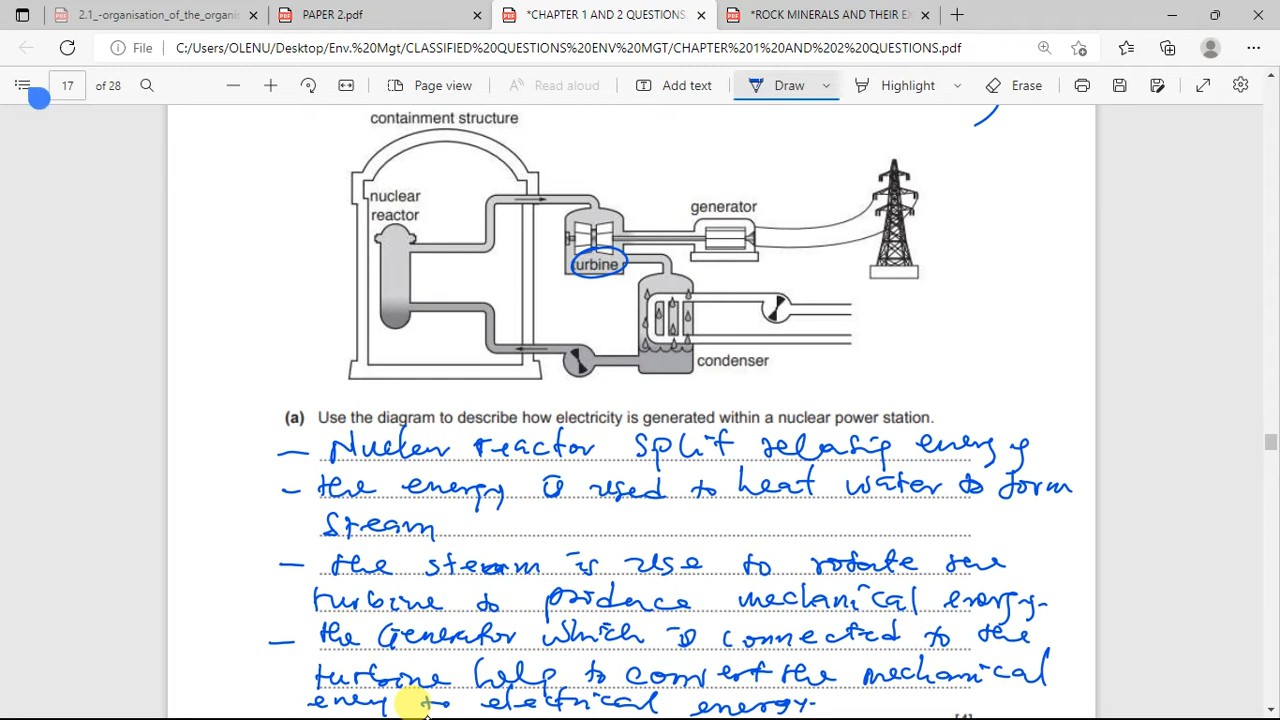 2.1_-organisation_of_the_organis
PAPER 2.pdf
*CHAPTER 1 AND 2 QUESTIONS.
*ROCK MINERALS AND THEIR EX
File
C:/Users/OLENU/Desktop/Env.%20Mgt/CLASSIFIED%20QUESTIONS%20ENV%20MGT/CHAPTER%201%20AND%202%20QUESTIONS.pdf
17 of 28
Page view
Read aloud
Add text
Draw
Highlight
Erase
containment structure
nuclear
reactor
generator
turbine
condenser
(a) Use the diagram to describe how electricity is generated within a nuclear power station.
– Nuclear reactor split relasig energy
– the energy is used to heat water to form
steam
– the steam is use to rotate the
turbine to produce mechanical energy.
– the Generator which is connected to the
turbine help to convert the mechanical
enery to electrical energy.